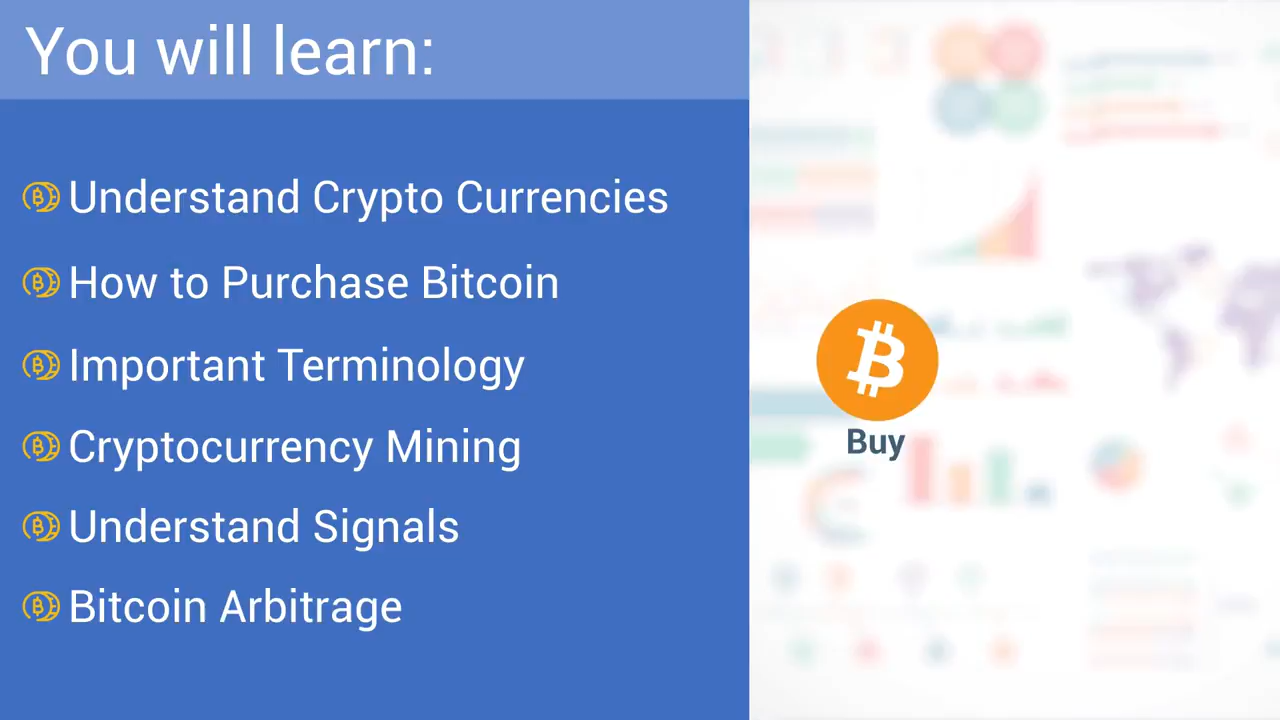 You will learn:
Understand Crypto Currencies
How to Purchase Bitcoin
Important Terminology
Cryptocurrency Mining
Understand Signals
Bitcoin Arbitrage
Buy